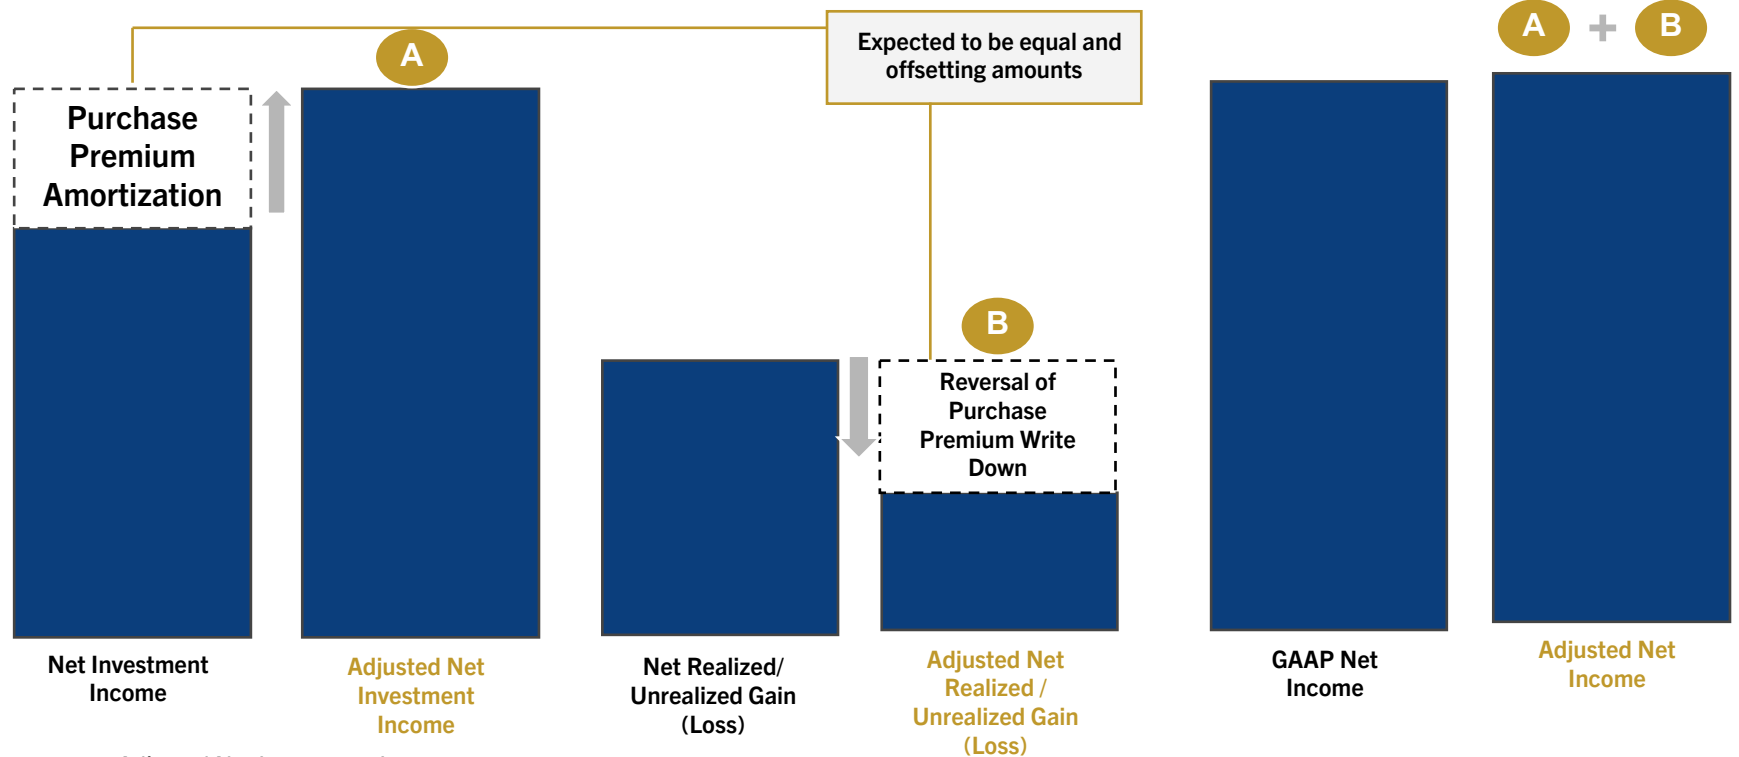 A
Expected to be equal and
offsetting amounts
A + B
Purchase
Premium
Amortization
B
Reversal of
Purchase
Premium Write
Down
Net Investment
Income
Adjusted Net
Investment
Income
Net Realized/
Unrealized Gain
(Loss)
Adjusted Net
Realized /
Unrealized Gain
(Loss)
GAAP Net
Income
Adjusted Net
Income